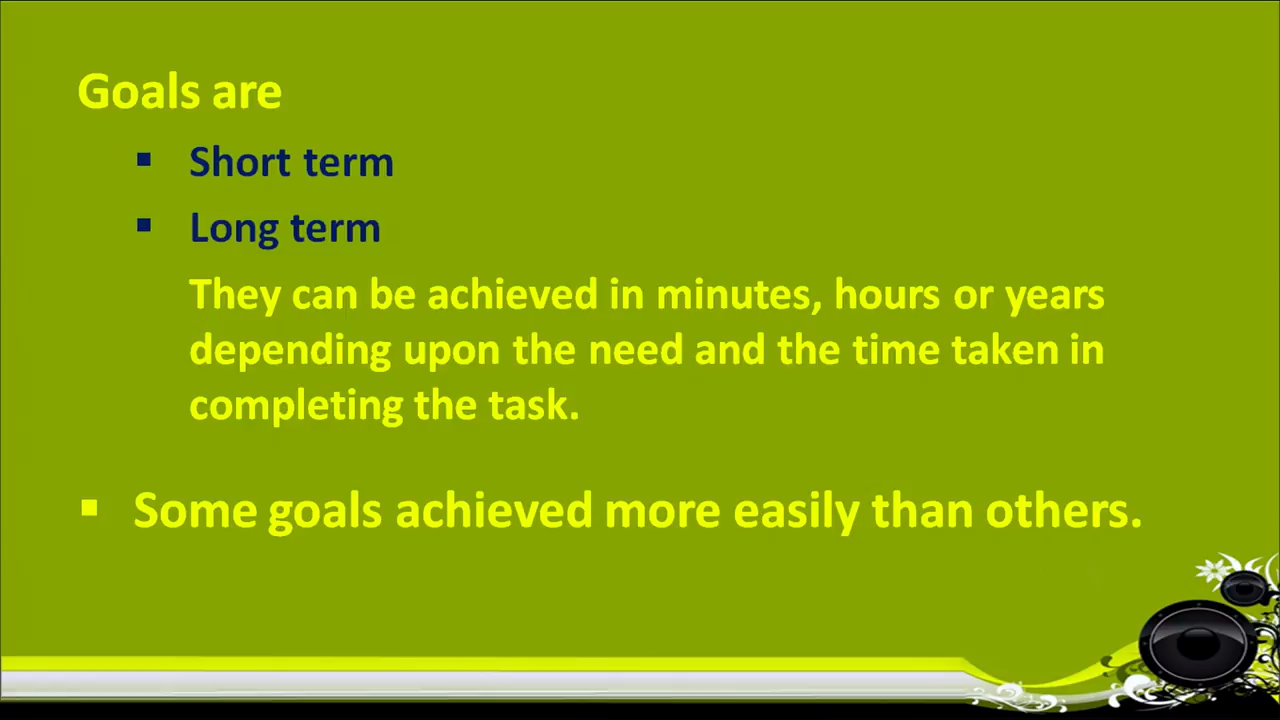 Goals are
▪ Short term
▪ Long term
They can be achieved in minutes, hours or years
depending upon the need and the time taken in
completing the task.
▪ Some goals achieved more easily than others.